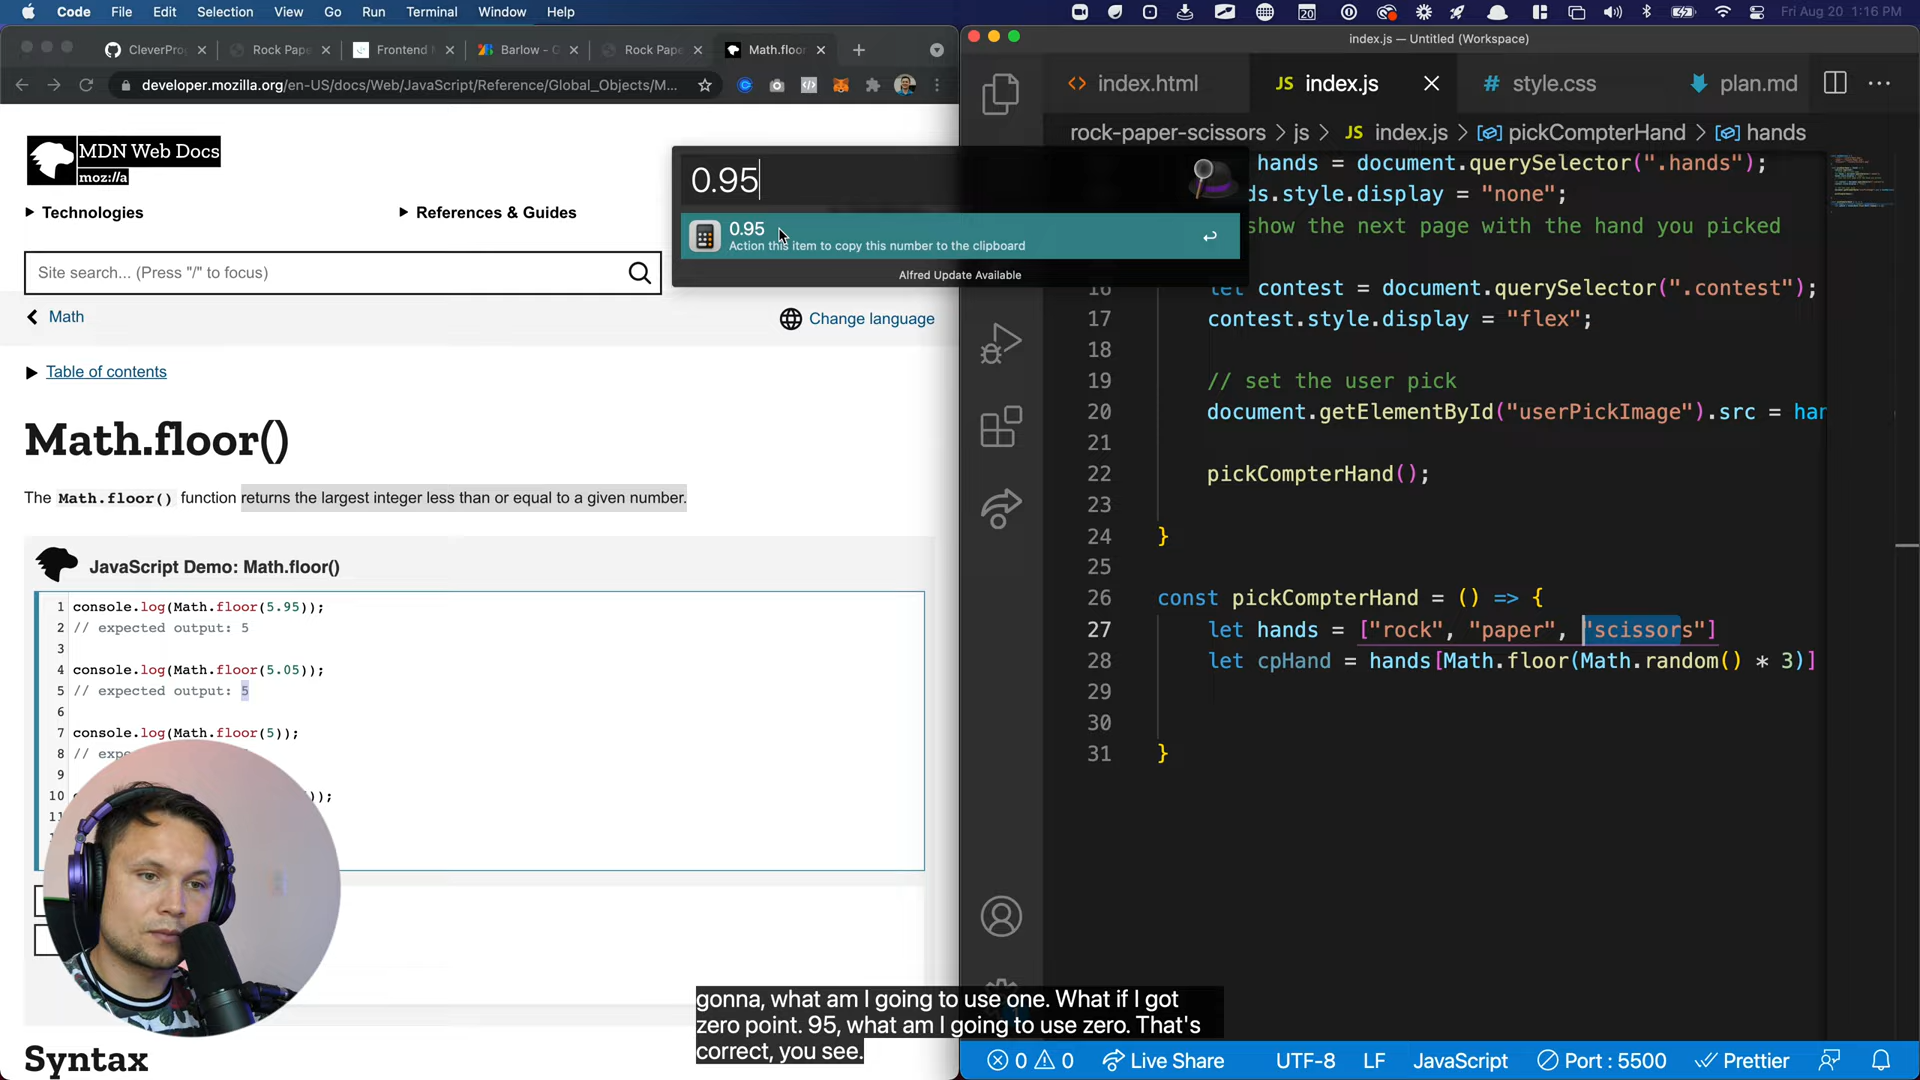 Code File Edit Selection View Go Run Terminal Window Help
20
Fri Aug 20 1:16 PM
CleverPro
Rock Pape
Frontend
Barlow - G
Rock Pape
Math.floor
developer.mozilla.org/en-US/docs/Web/JavaScript/Reference/Global_Objects/M...
MDN Web Docs
moz://a
Technologies
References & Guides
Site search... (Press "/" to focus)
Math
Change language
Table of contents
Math.floor()
The Math.floor() function returns the largest integer less than or equal to a given number.
JavaScript Demo: Math.floor()
1 console.log(Math.floor(5.95));
2 // expected output: 5
3
4 console.log(Math.floor(5.05));
5 // expected output: 5
6
7 console.log(Math.floor(5));
8 // expe
9
10 ));
Syntax
0.95
0.95
Action this item to copy this number to the clipboard
Alfred Update Available
index.js — Untitled (Workspace)
index.html
JS index.js
# style.css
plan.md
rock-paper-scissors > js > JS index.js > pickCompterHand > hands
hands = document.querySelector(".hands");
ds.style.display = "none";
show the next page with the hand you picked
16 let contest = document.querySelector(".contest");
17 contest.style.display = "flex";
18
19 // set the user pick
20 document.getElementById("userPickImage").src = har
21
22 pickCompterHand();
23
24 }
25
26 const pickCompterHand = () => {
27 let hands = ["rock", "paper", "scissors"]
28 let cpHand = hands[Math.floor(Math.random() * 3)]
29
30
31 }
gonna, what am I going to use one. What if I got
zero point. 95, what am I going to use zero. That's
correct, you see.
0 0 Live Share UTF-8 LF JavaScript Port : 5500 Prettier